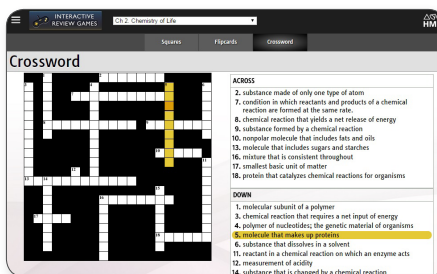 INTERACTIVE
REVIEW GAMES
Ch 2. Chemistry of Life
HM
Squares
Flipcards
Crossword
Crossword
ACROSS
2. substance made of only one type of atom
7. condition in which reactants and products of a chemical
reaction are formed at the same rate.
8. chemical reaction that yields a net release of energy
9. substance formed by a chemical reaction
10. nonpolar molecule that includes fats and oils
13. molecule that includes sugars and starches
16. mixture that is consistent throughout
17. smallest basic unit of matter
18. protein that catalyzes chemical reactions for organisms
DOWN
1. molecular subunit of a polymer
3. chemical reaction that requires a net input of energy
4. polymer of nucleotides; the genetic material of organisms
5. molecule that makes up proteins
6. substance that dissolves in a solvent
11. reactant in a chemical reaction on which an enzyme acts
12. measurement of acidity
14. substance that is changed by a chemical reaction